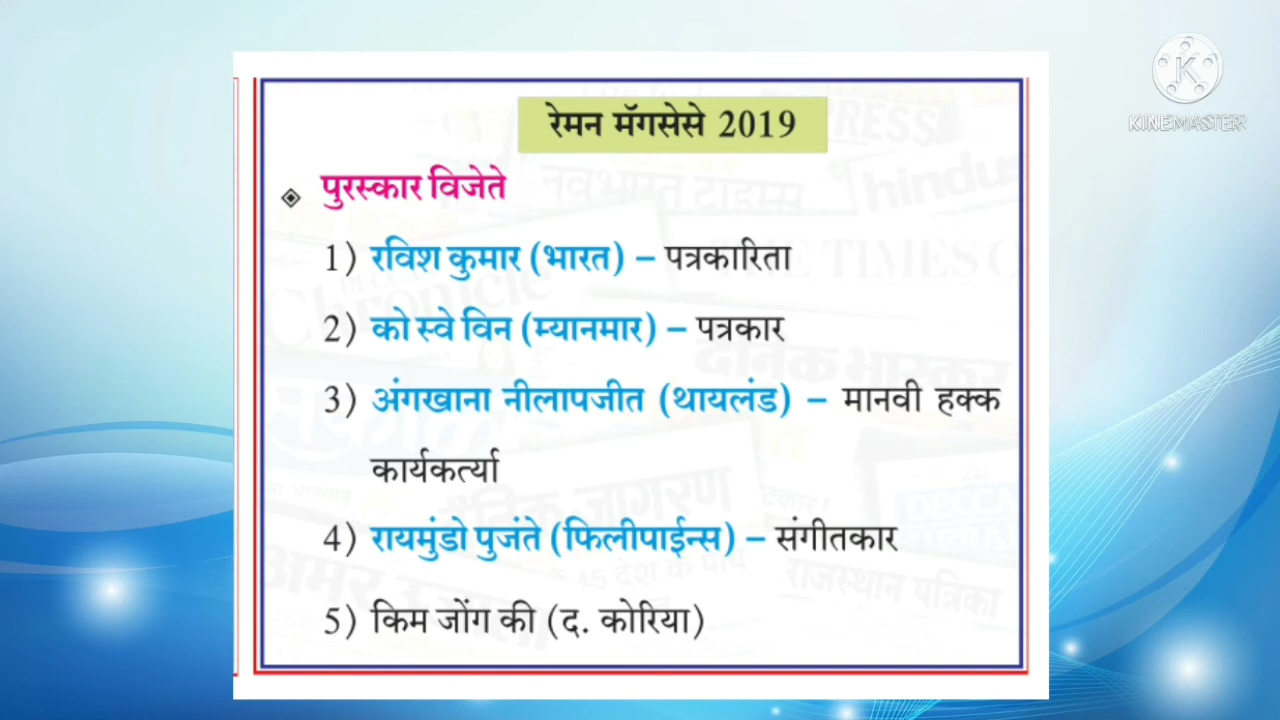 रेमन मॅगसेसे 2019
पुरस्कार विजेते
1) रविश कुमार (भारत) – पत्रकारिता
2) को स्वे विन (म्यानमार) – पत्रकार
3) अंगखाना नीलापजीत (थायलंड) – मानवी हक्क
कार्यकर्त्या
4) रायमुंडो पुजंते (फिलीपाईन्स) – संगीतकार
5) किम जोंग की (द. कोरिया)
KINEMASTER